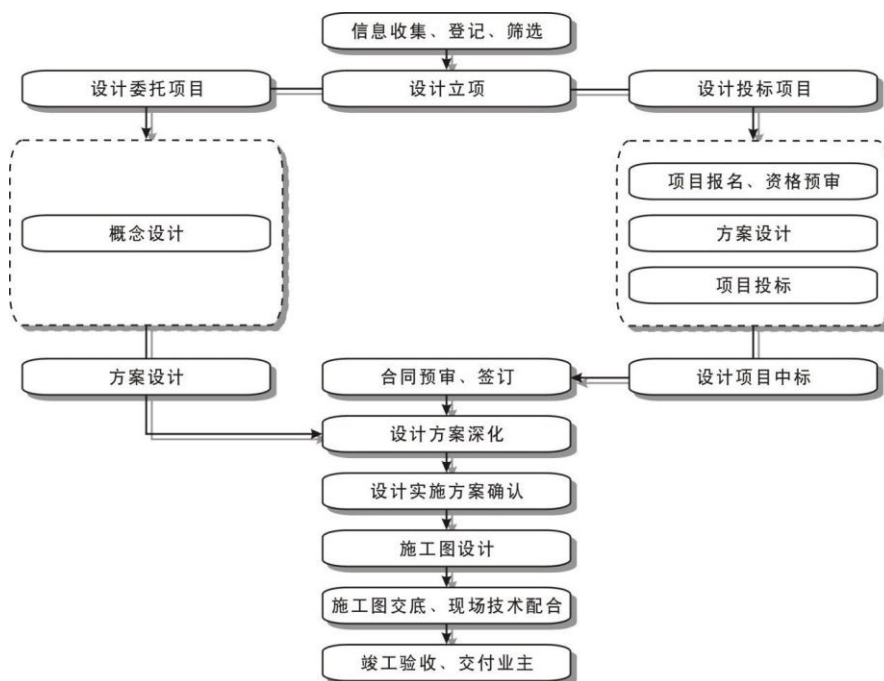 信息收集、登记、筛选
设计委托项目
设计立项
设计投标项目
项目报名、资格预审
概念设计
方案设计
项目投标
方案设计
合同预审、签订
设计项目中标
设计方案深化
设计实施方案确认
施工图设计
施工图交底、现场技术配合
竣工验收、交付业主